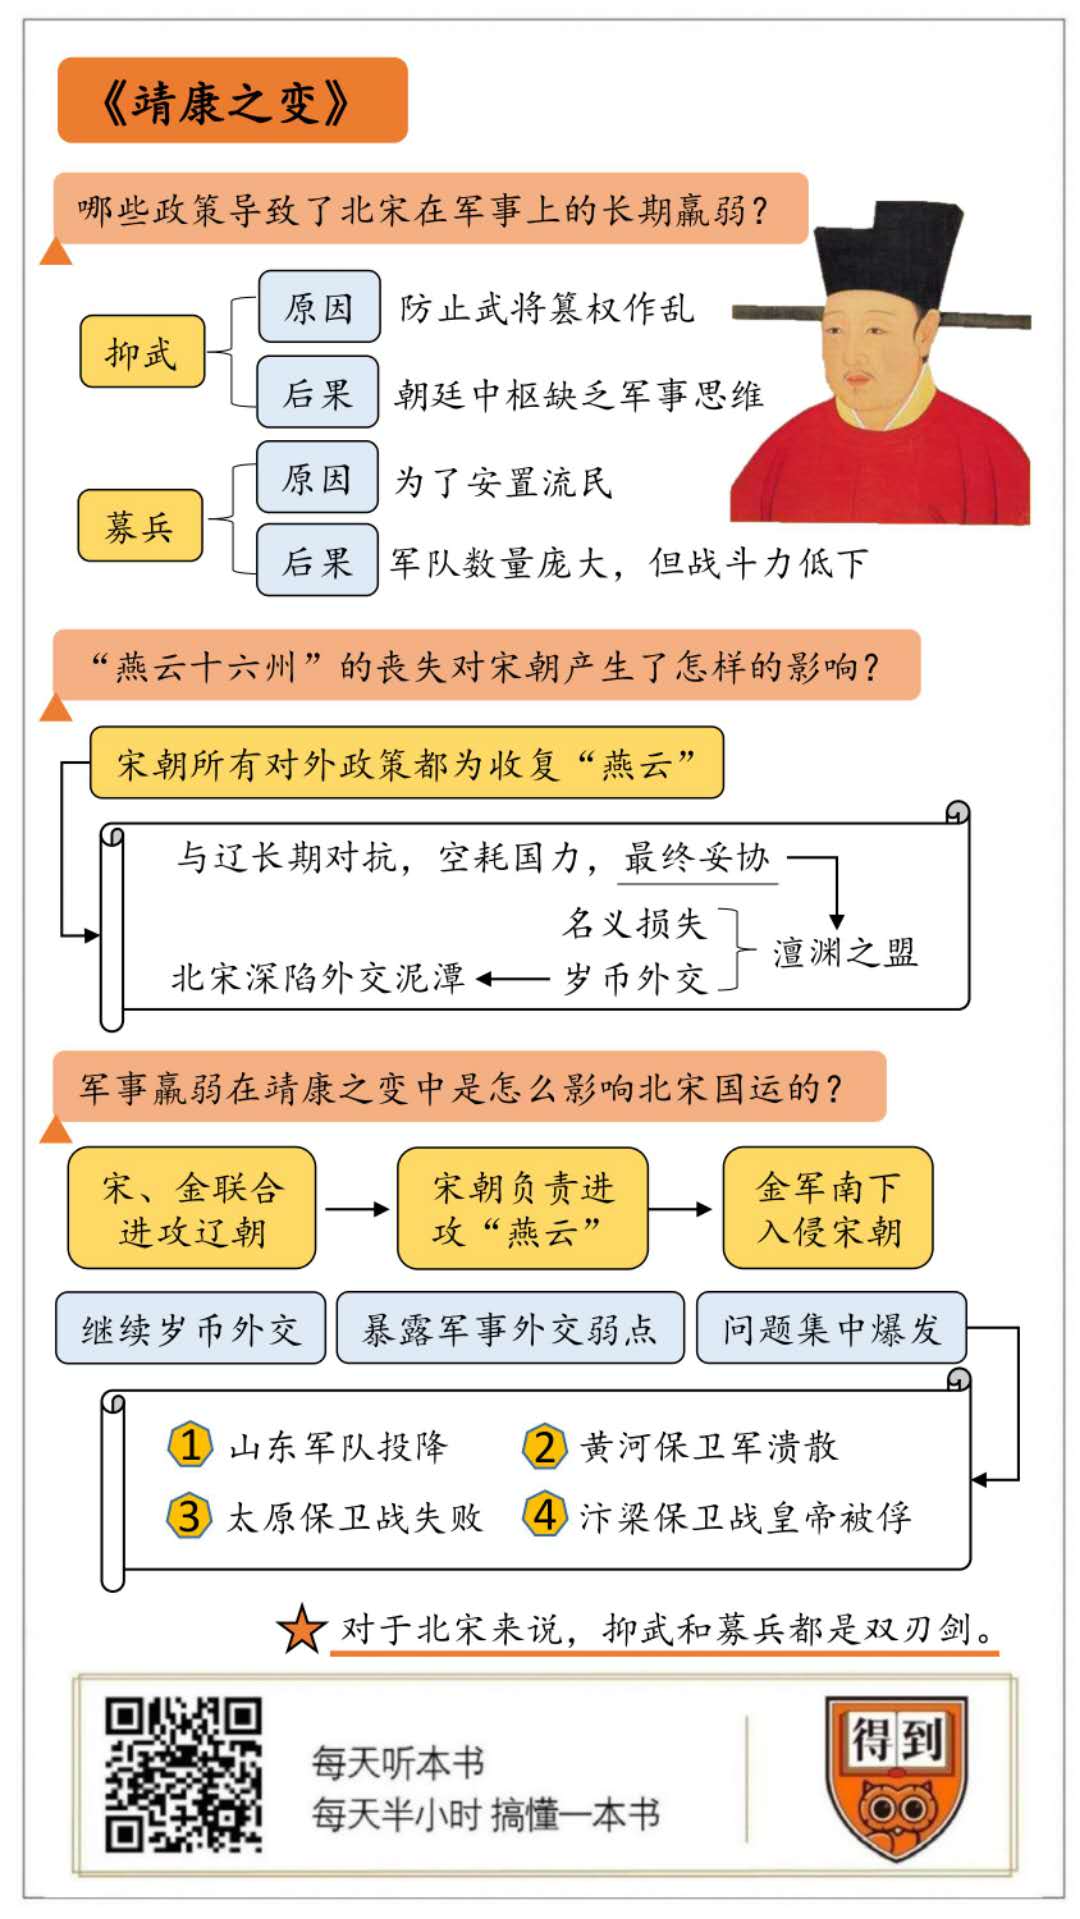 《靖康之变》
哪些政策导致了北宋在军事上的长期羸弱？
抑武
原因 防止武将篡权作乱
后果 朝廷中枢缺乏军事思维
募兵
原因 为了安置流民
后果 军队数量庞大，但战斗力低下
“燕云十六州”的丧失对宋朝产生了怎样的影响？
宋朝所有对外政策都为收复“燕云”
与辽长期对抗，空耗国力，最终妥协
名义损失
澶渊之盟
北宋深陷外交泥潭 岁币外交
军事羸弱在靖康之变中是怎么影响北宋国运的？
宋、金联合
进攻辽朝
宋朝负责进
攻“燕云”
金军南下
入侵宋朝
继续岁币外交 暴露军事外交弱点 问题集中爆发
1 山东军队投降 2 黄河保卫军溃散
3 太原保卫战失败 4 汴梁保卫战皇帝被俘
对于北宋来说，抑武和募兵都是双刃剑。
每天听本书
每天半小时 搞懂一本书
得到